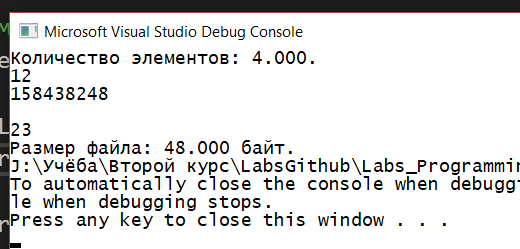 Microsoft Visual Studio Debug Console
Количество элементов: 4.000.
12
158438248
23
Размер файла: 48.000 байт.
J:\Учёба\Второй курс\LabsGithub\Labs_Programmin
To automatically close the console when debuggi
le when debugging stops.
Press any key to close this window . . .